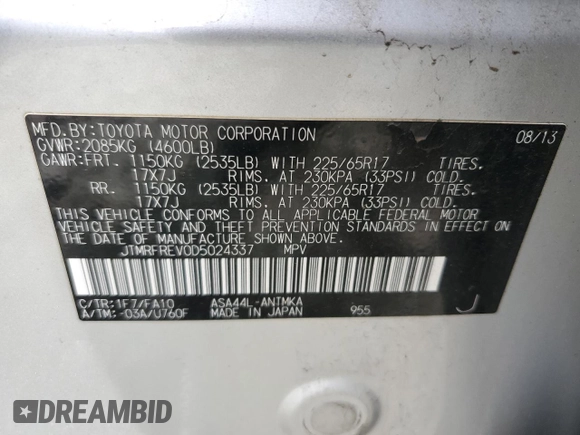 MFD.BY:TOYOTA MOTOR CORPORATION 08/13
GVWR:2085KG (4600LB)
GAWR:FRT. 1150KG (2535LB) WITH 225/65R17 TIRES.
17X7J RIMS. AT 230KPA (33PSI) COLD.
RR. 1150KG (2535LB) WITH 225/65R17 TIRES.
17X7J RIMS. AT 230KPA (33PSI) COLD.
THIS VEHICLE CONFORMS TO ALL APPLICABLE FEDERAL MOTOR
VEHICLE SAFETY AND THEFT PREVENTION STANDARDS IN EFFECT ON
THE DATE OF MANUFACTURE SHOWN ABOVE.
JTMRFREV0D5024337 MPV
C/TR:1F7/FA10 ASA44L-ANTMKA
A/TM:-03A/U760F MADE IN JAPAN 955 J
DREAMBID